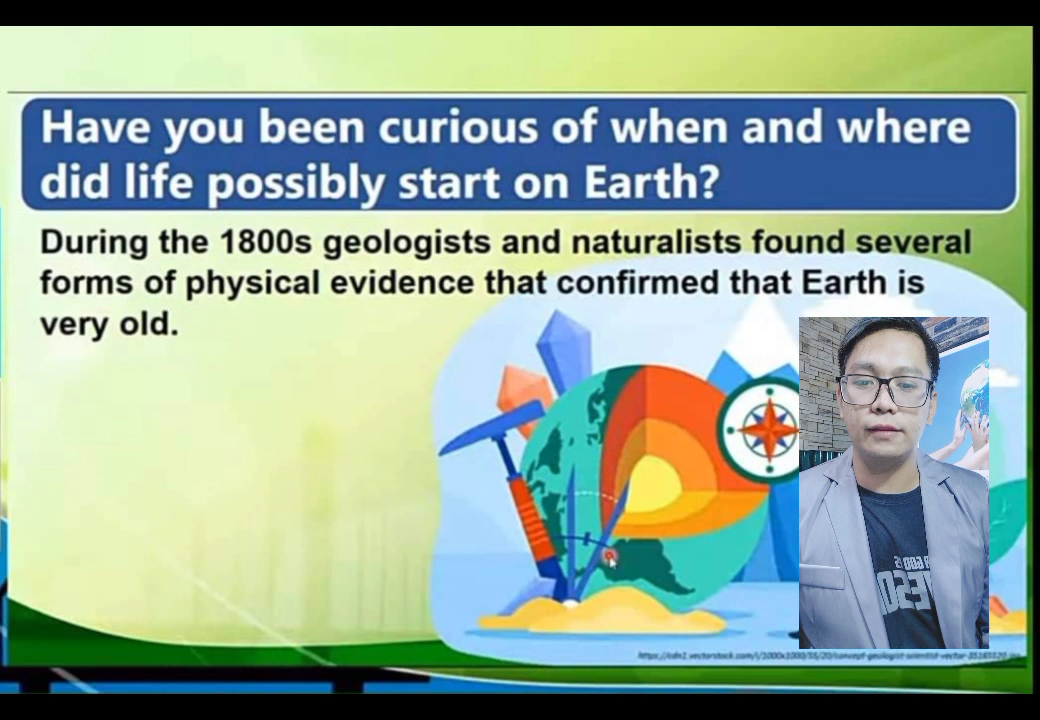 Have you been curious of when and where
did life possibly start on Earth?
During the 1800s geologists and naturalists found several
forms of physical evidence that confirmed that Earth is
very old.